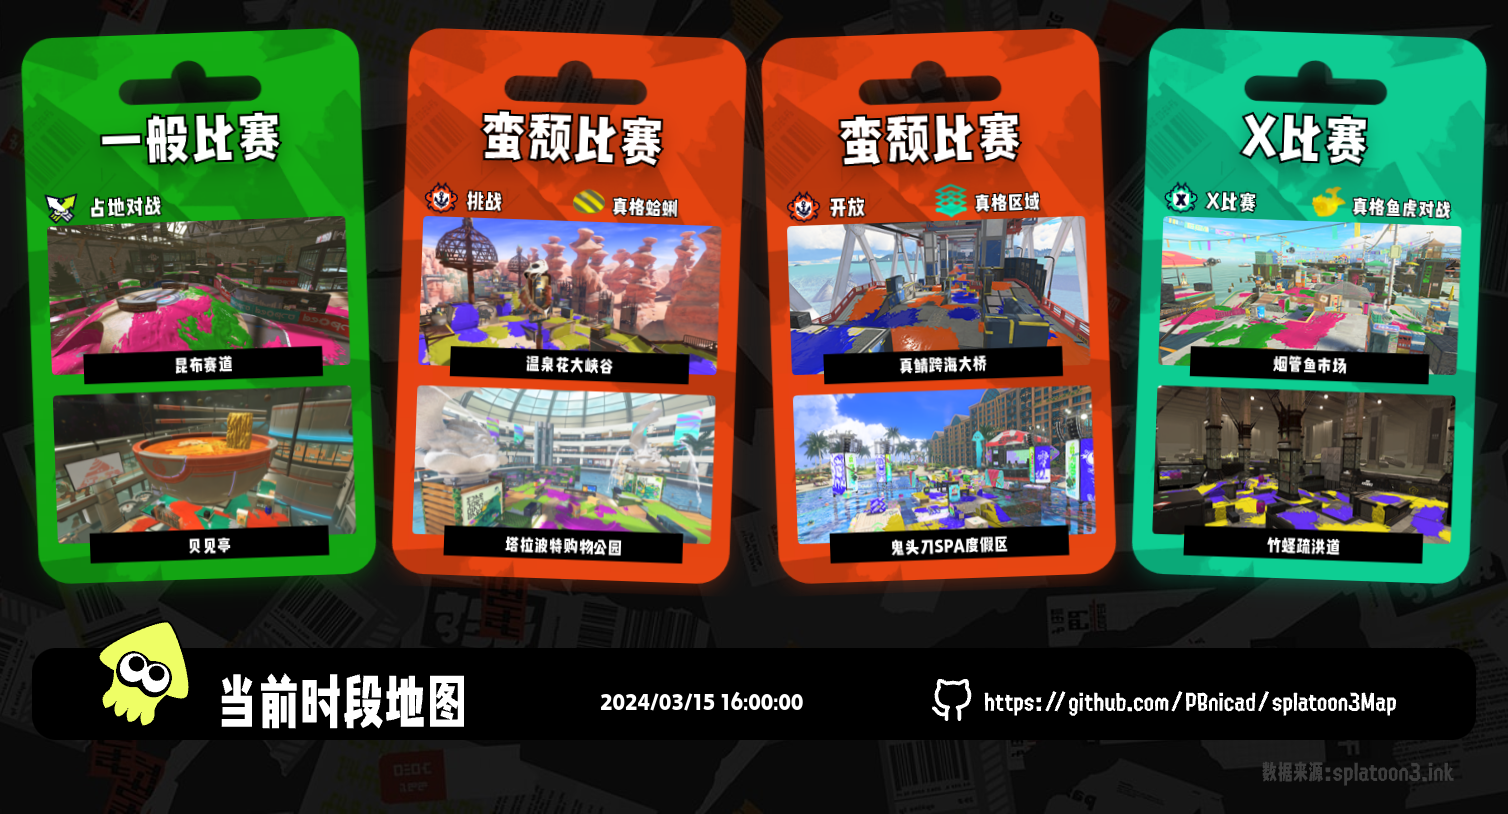 一般比赛
占地对战
昆布赛道
贝见亭
蛮颓比赛
挑战
真格蛤蜊
温泉花大峡谷
塔拉波特购物公园
蛮颓比赛
开放
真格区域
真鲷跨海大桥
鬼头刀SPA度假区
X比赛
X比赛
真格鱼虎对战
烟管鱼市场
竹蛏疏洪道
当前时段地图
2024/03/15 16:00:00
https://github.com/PBnicad/splatoon3Map
数据来源:splatoon3.ink